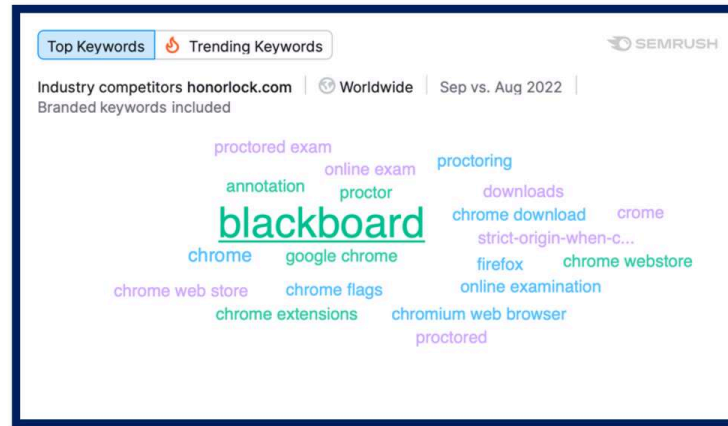 Top Keywords Trending Keywords SEMRUSH
Industry competitors honorlock.com Worldwide Sep vs. Aug 2022
Branded keywords included
proctored exam
online exam proctoring
annotation proctor downloads
blackboard chrome download crome
strict-origin-when-c...
chrome google chrome firefox chrome webstore
chrome web store chrome flags online examination
chrome extensions chromium web browser
proctored